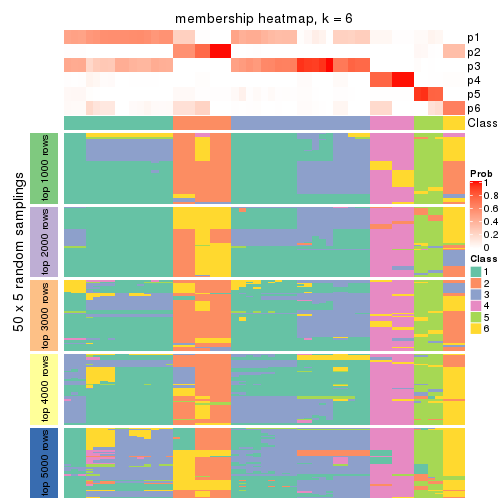 membership heatmap, k = 6
p1
p2
p3
p4
p5
p6
Class
50 x 5 random samplings
top 1000 rows
top 2000 rows
top 3000 rows
top 4000 rows
top 5000 rows
Prob
1
0.8
0.6
0.4
0.2
0
Class
1
2
3
4
5
6